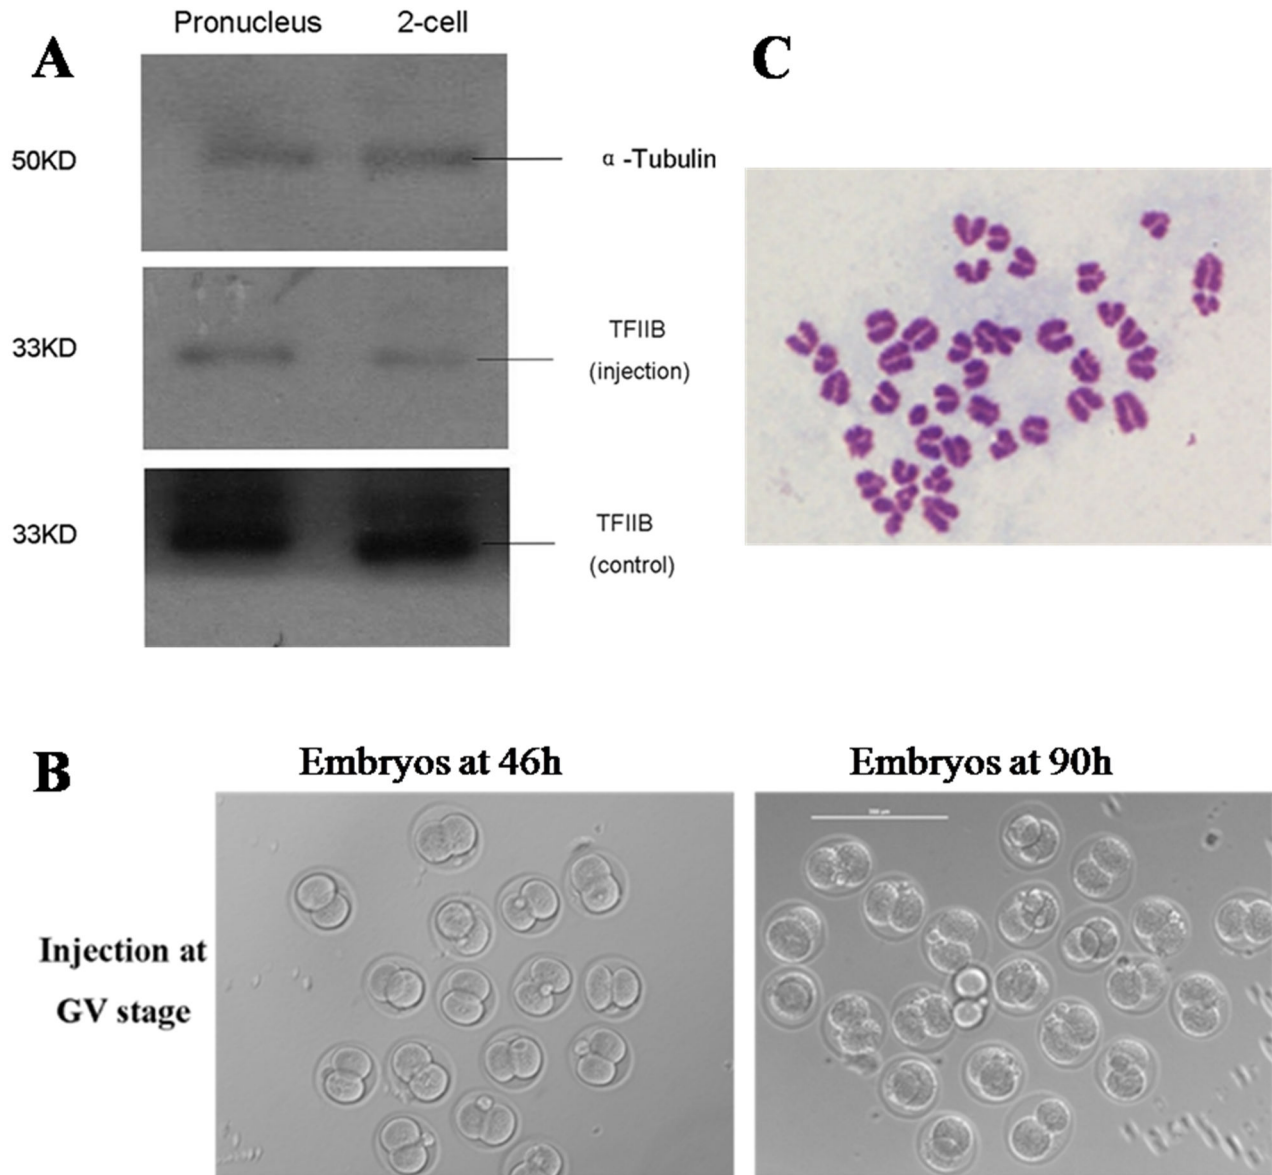 A
Pronucleus 2-cell
C
50KD
α-Tubulin
33KD
TFIIB
(injection)
33KD
TFIIB
(control)
B
Embryos at 46h
Embryos at 90h
Injection at
GV stage